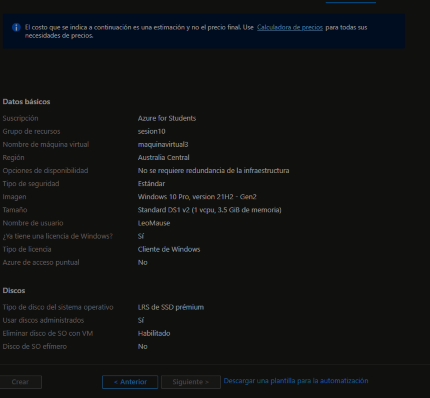 El costo que se indica a continuación es una estimación y no el precio final. Use Calculadora de precios para todas sus
necesidades de precios.
Datos básicos
Suscripción Azure for Students
Grupo de recursos sesion10
Nombre de máquina virtual maquinavirtual3
Región Australia Central
Opciones de disponibilidad No se requiere redundancia de la infraestructura
Tipo de seguridad Estándar
Imagen Windows 10 Pro, version 21H2 - Gen2
Tamaño Standard DS1 v2 (1 vcpu, 3.5 GiB de memoria)
Nombre de usuario LeoMause
¿Ya tiene una licencia de Windows? Sí
Tipo de licencia Cliente de Windows
Azure de acceso puntual No
Discos
Tipo de disco del sistema operativo LRS de SSD prémium
Usar discos administrados Sí
Eliminar disco de SO con VM Habilitado
Disco de SO efímero No
Crear < Anterior Siguiente > Descargar una plantilla para la automatización